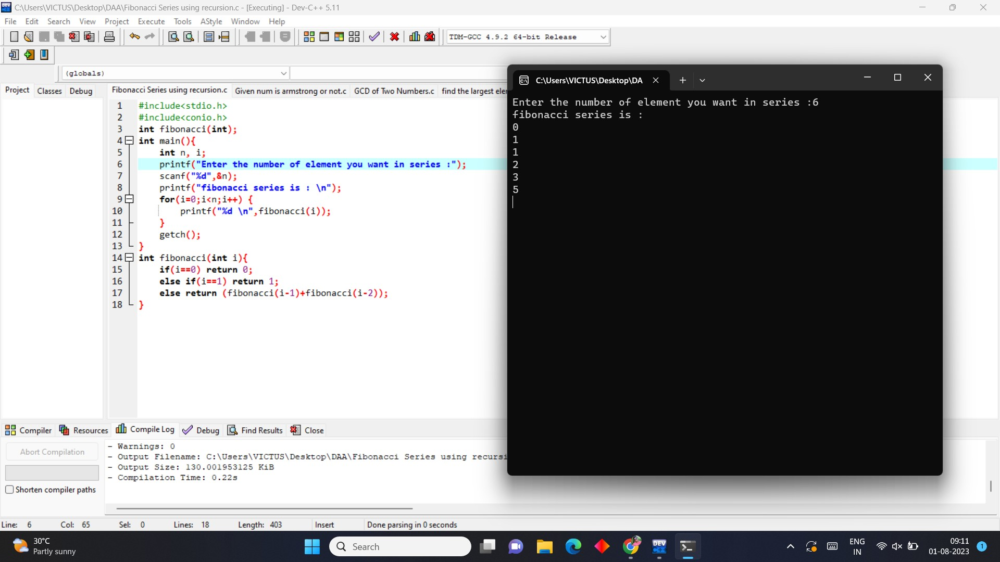 C:\Users\VICTUS\Desktop\DAA\Fibonacci Series using recursion.c - [Executing] - Dev-C++ 5.11
File Edit Search View Project Execute Tools AStyle Window Help
TDM-GCC 4.9.2 64-bit Release
(globals)
Project Classes Debug
Fibonacci Series using recursion.c Given num is armstrong or not.c GCD of Two Numbers.c find the largest eler
1 #include<stdio.h>
2 #include<conio.h>
3 int fibonacci(int);
4 int main(){
5 int n, i;
6 printf("Enter the number of element you want in series :");
7 scanf("%d",&n);
8 printf("fibonacci series is : \n");
9 for(i=0;i<n;i++) {
10 printf("%d \n",fibonacci(i));
11 }
12 getch();
13 }
14 int fibonacci(int i){
15 if(i==0) return 0;
16 else if(i==1) return 1;
17 else return (fibonacci(i-1)+fibonacci(i-2));
18 }
C:\Users\VICTUS\Desktop\DA
Enter the number of element you want in series :6
fibonacci series is :
0
1
1
2
3
5
Compiler Resources Compile Log Debug Find Results Close
Abort Compilation
Shorten compiler paths
- Warnings: 0
- Output Filename: C:\Users\VICTUS\Desktop\DAA\Fibonacci Series using recursi
- Output Size: 130.001953125 KiB
- Compilation Time: 0.22s
Line: 6 Col: 65 Sel: 0 Lines: 18 Length: 403 Insert Done parsing in 0 seconds
30°C
Partly sunny
Search
DEV
ENG
IN
09:11
01-08-2023
1